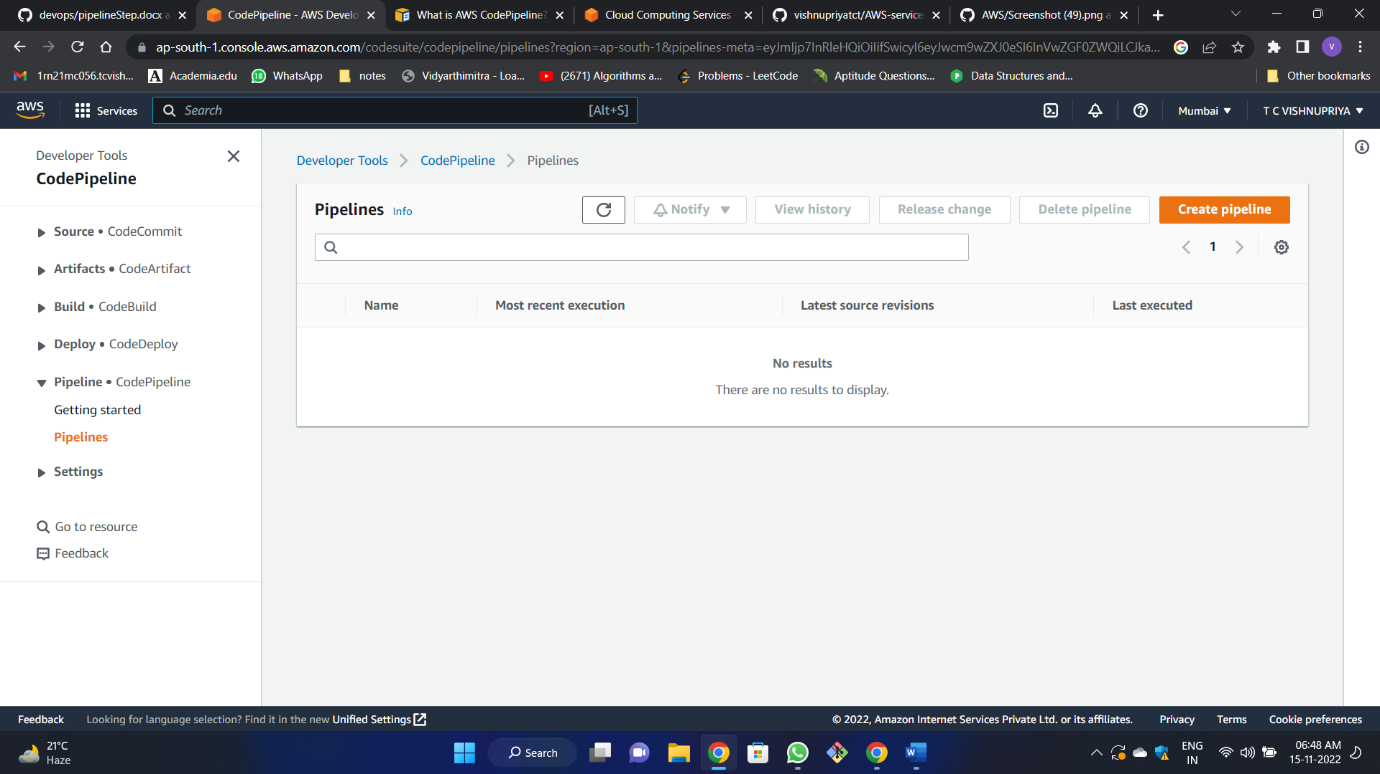 devops/pipelineStep.docx a
CodePipeline - AWS Develo
What is AWS CodePipeline?
Cloud Computing Services
vishnupriyatct/AWS-service
AWS/Screenshot (49).png a
ap-south-1.console.aws.amazon.com/codesuite/codepipeline/pipelines?region=ap-south-1&pipelines-meta=
1rn21mc056.tcvish...
Academia.edu
WhatsApp
notes
Vidyarthimitra - Loa...
(2671) Algorithms a...
Problems - LeetCode
Aptitude Questions...
Data Structures and...
Other bookmarks
aws
Services
Search
[Alt+S]
Mumbai
T C VISHNUPRIYA
Developer Tools
CodePipeline
Source • CodeCommit
Artifacts • CodeArtifact
Build • CodeBuild
Deploy • CodeDeploy
Pipeline • CodePipeline
Getting started
Pipelines
Settings
Go to resource
Feedback
Developer Tools
CodePipeline
Pipelines
Pipelines Info
Notify
View history
Release change
Delete pipeline
Create pipeline
1
Name
Most recent execution
Latest source revisions
Last executed
No results
There are no results to display.
Feedback
Looking for language selection? Find it in the new Unified Settings
© 2022, Amazon Internet Services Private Ltd. or its affiliates.
Privacy
Terms
Cookie preferences
21°C
Haze
Search
ENG
IN
06:48 AM
15-11-2022